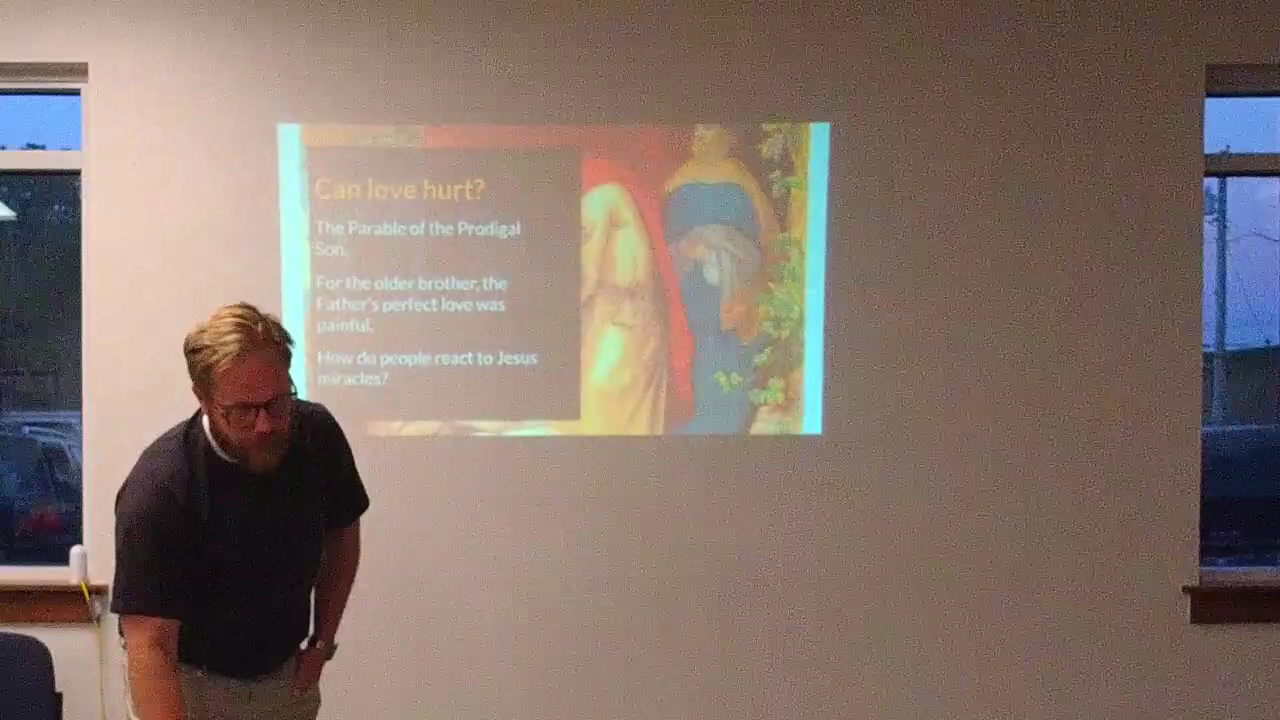 Can love hurt?
The Parable of the Prodigal
Son.
For the older brother, the
Father's perfect love was
painful.
How do people react to Jesus
miracles?